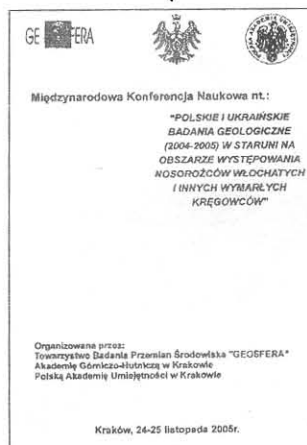 GE SFERA
Międzynarodowa Konferencja Naukowa nt.:
"POLSKIE I UKRAIŃSKIE
BADANIA GEOLOGICZNE
(2004-2005) W STARUNI NA
OBSZARZE WYSTĘPOWANIA
NOSOROŻCÓW WŁOCHATYCH
I INNYCH WYMARŁYCH
KRĘGOWCÓW"
Organizowana przez:
Towarzystwo Badania Przemian Środowiska "GEOSFERA"
Akademię Górniczo-Hutniczą w Krakowie
Polską Akademię Umiejętności w Krakowie
Kraków, 24-25 listopada 2005r.